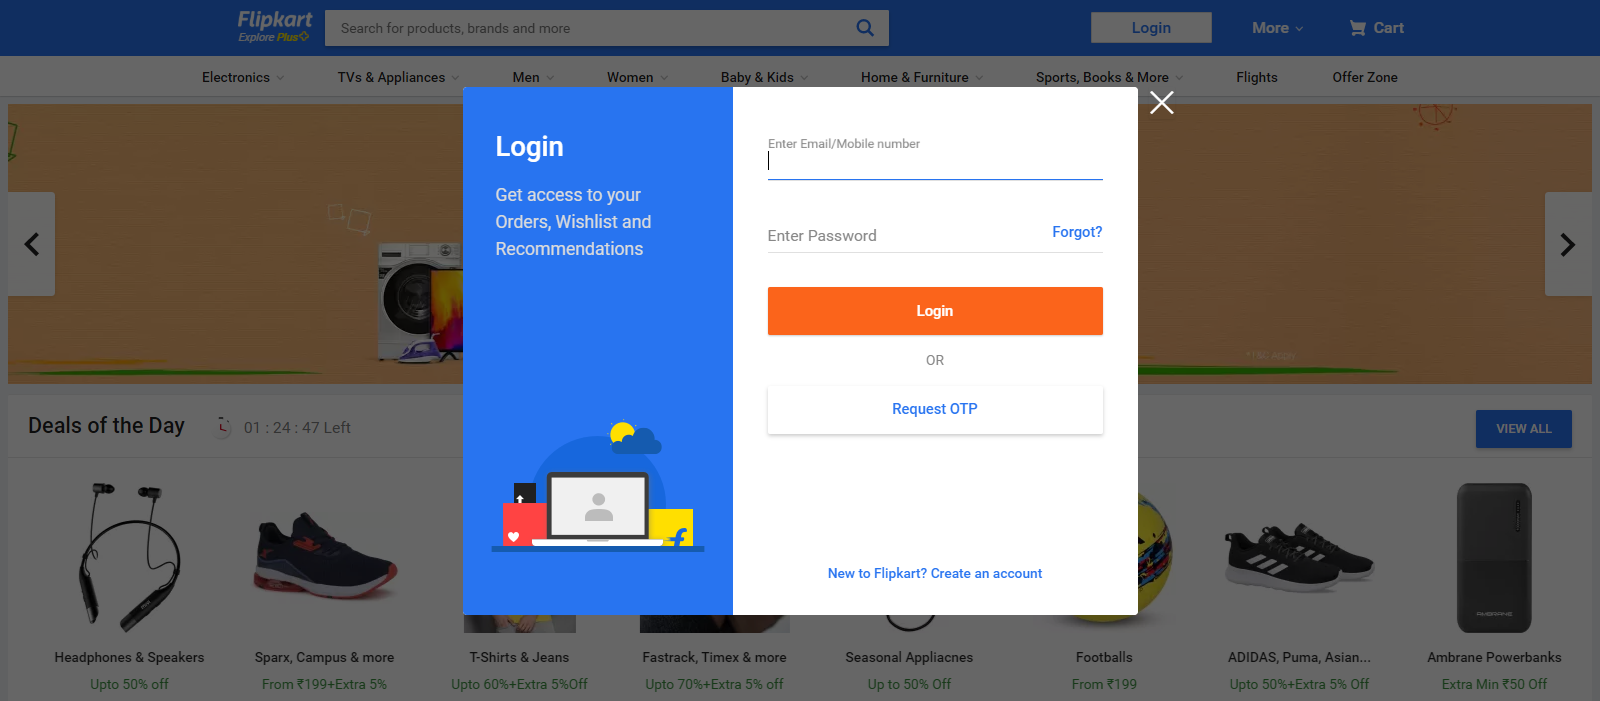 Flipkart
Explore Plus
Search for products, brands and more
Login
More
Cart
Electronics
TVs & Appliances
Men
Women
Baby & Kids
Home & Furniture
Sports, Books & More
Flights
Offer Zone
Login
Get access to your
Orders, Wishlist and
Recommendations
Enter Email/Mobile number
Enter Password
Forgot?
Login
OR
Request OTP
New to Flipkart? Create an account
Deals of the Day
01 : 24 : 47 Left
VIEW ALL
AMBRANE
Headphones & Speakers
Upto 50% off
Sparx, Campus & more
From ₹199+Extra 5%
T-Shirts & Jeans
Upto 60%+Extra 5%Off
Fastrack, Timex & more
Upto 70%+Extra 5% off
Seasonal Appliacnes
Up to 50% Off
Footballs
From ₹199
ADIDAS, Puma, Asian...
Upto 50%+Extra 5% Off
Ambrane Powerbanks
Extra Min ₹50 Off